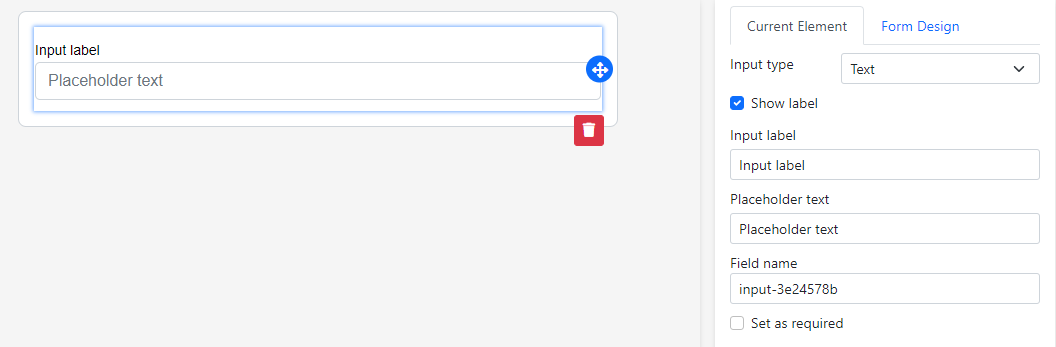 Input label
Placeholder text
Current Element
Form Design
Input type
Text
Show label
Input label
Input label
Placeholder text
Placeholder text
Field name
input-3e24578b
Set as required